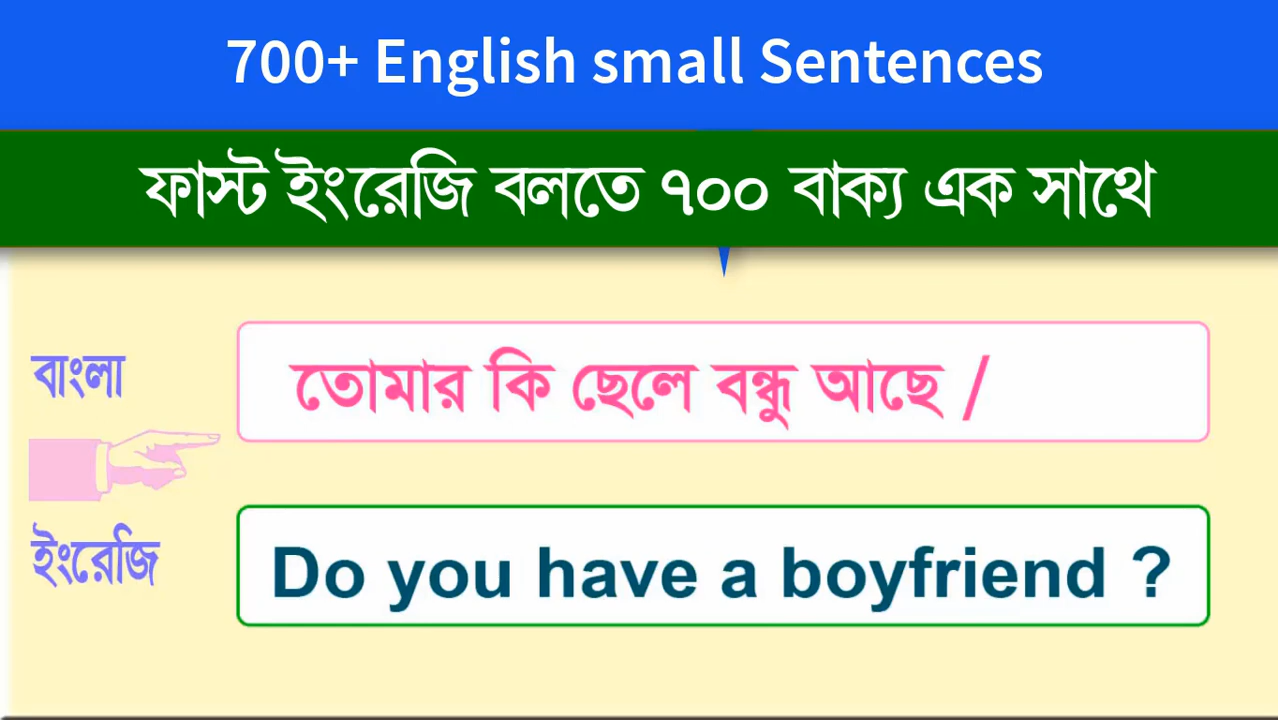 700+ English small Sentences
ফাস্ট ইংরেজি বলতে ৭০০ বাক্য এক সাথে
বাংলা
তোমার কি ছেলে বন্ধু আছে /
ইংরেজি
Do you have a boyfriend ?